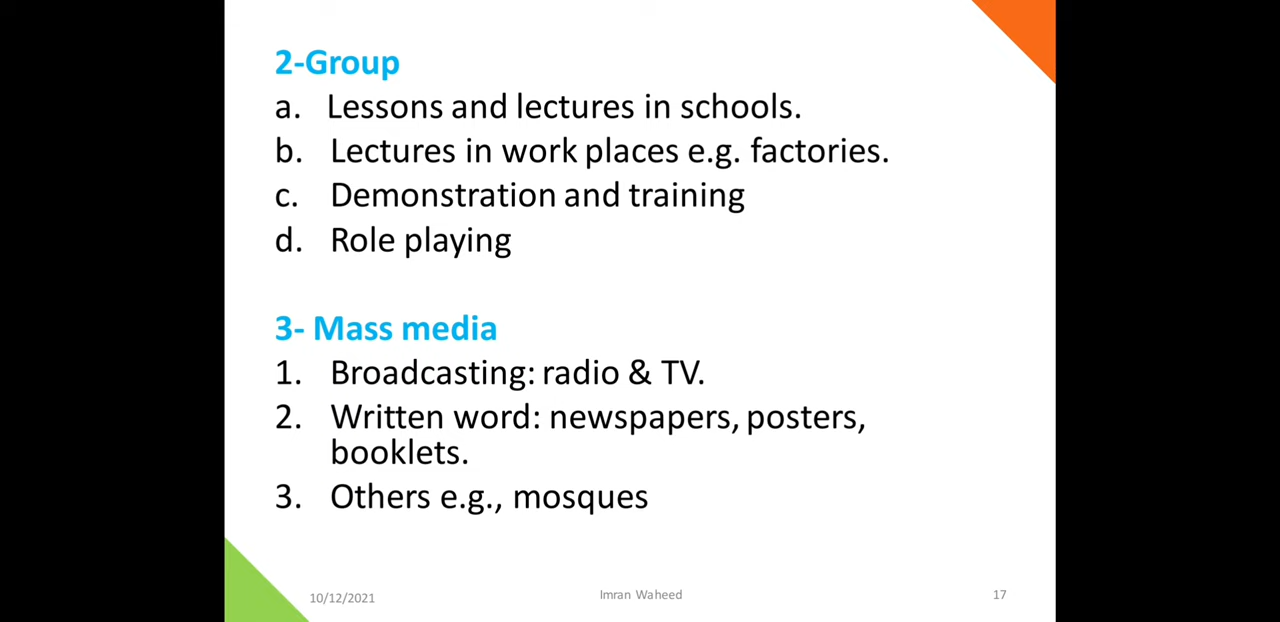 2-Group
a. Lessons and lectures in schools.
b. Lectures in work places e.g. factories.
c. Demonstration and training
d. Role playing
3- Mass media
1. Broadcasting: radio & TV.
2. Written word: newspapers, posters,
booklets.
3. Others e.g., mosques
10/12/2021
Imran Waheed
17